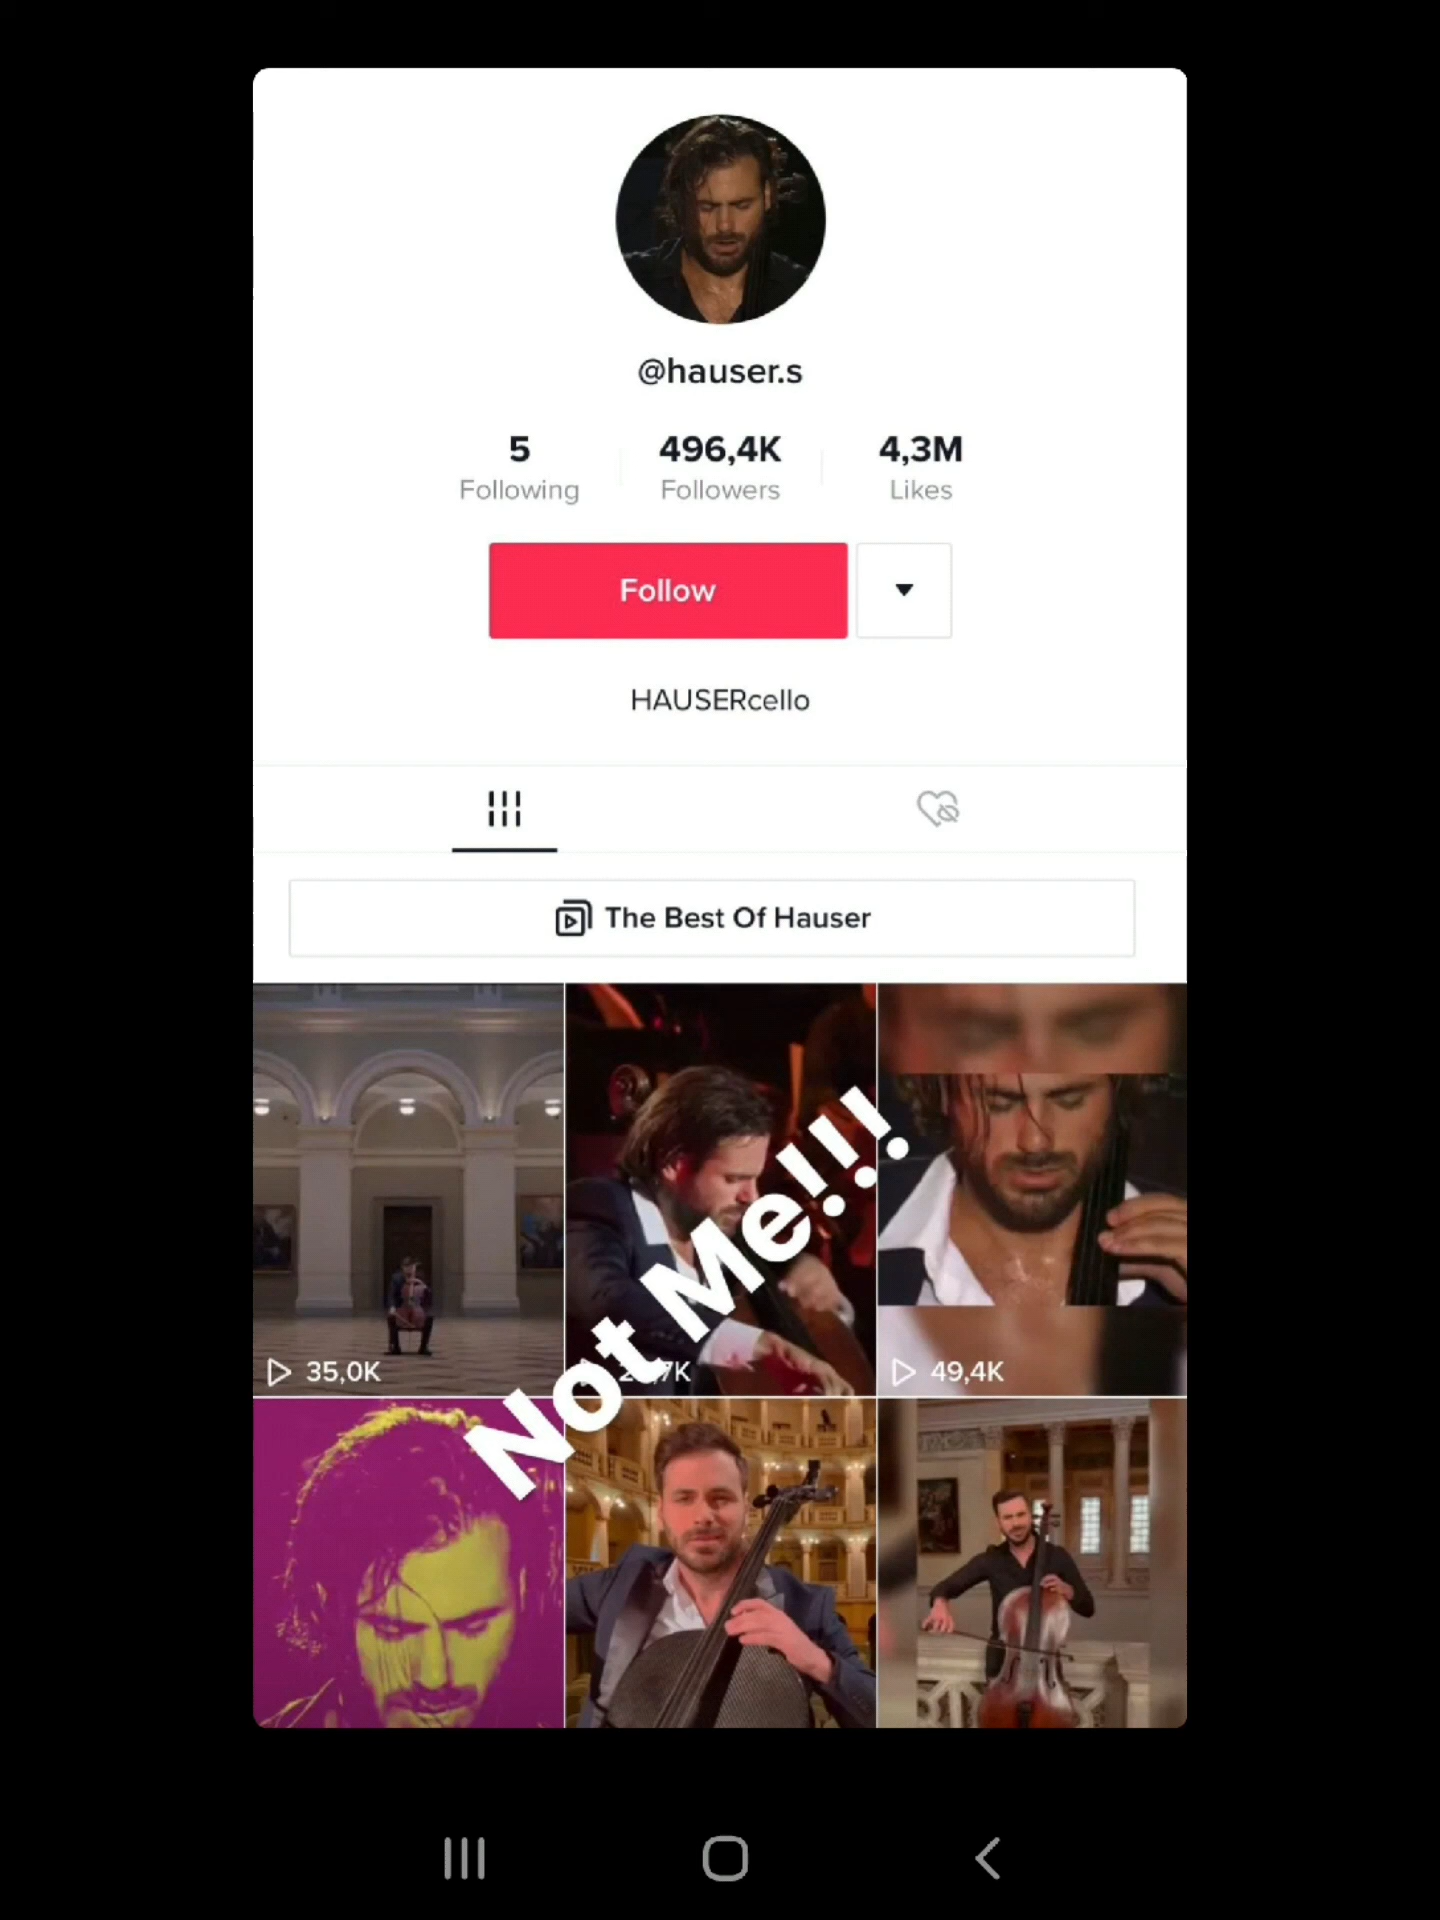 @hauser.s
5 496,4K 4,3M
Following Followers Likes
Follow
HAUSERcello
The Best Of Hauser
Not Me!!!
35,0K
49,4K